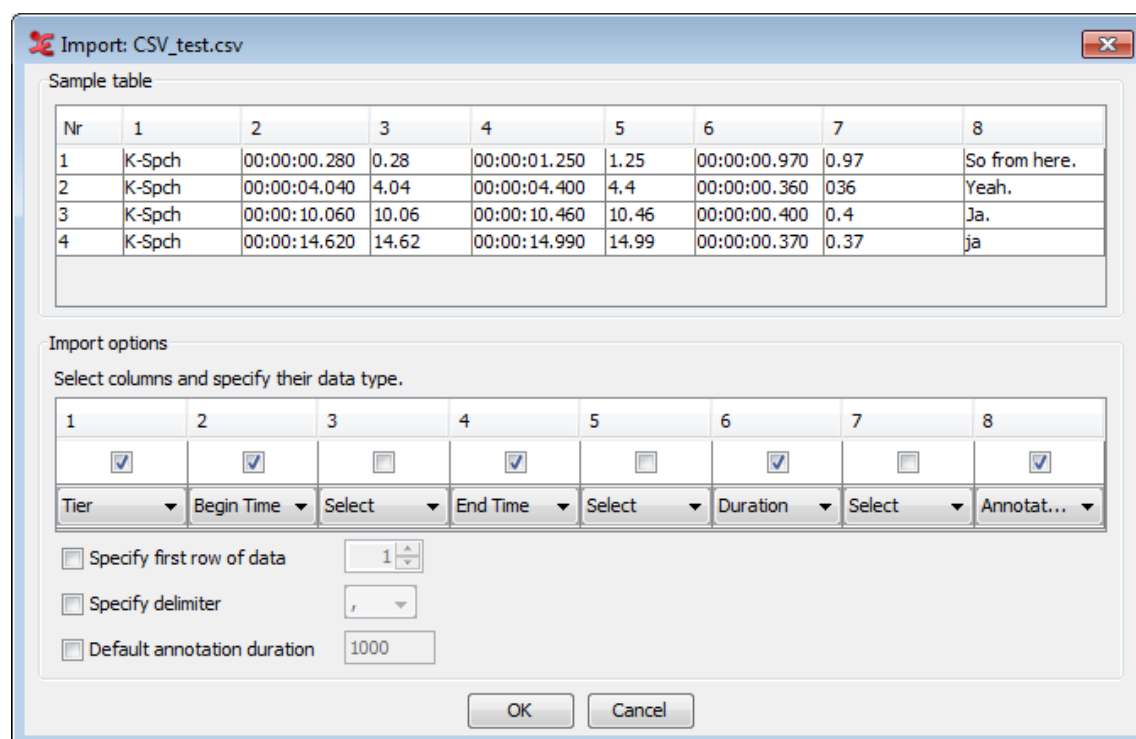 Import: CSV_test.csv
Sample table
Nr 1 2 3 4 5 6 7 8
1 K-Spch 00:00:00.280 0.28 00:00:01.250 1.25 00:00:00.970 0.97 So from here.
2 K-Spch 00:00:04.040 4.04 00:00:04.400 4.4 00:00:00.360 036 Yeah.
3 K-Spch 00:00:10.060 10.06 00:00:10.460 10.46 00:00:00.400 0.4 Ja.
4 K-Spch 00:00:14.620 14.62 00:00:14.990 14.99 00:00:00.370 0.37 ja
Import options
Select columns and specify their data type.
1 2 3 4 5 6 7 8
Tier Begin Time Select End Time Select Duration Select Annotat...
Specify first row of data 1
Specify delimiter ,
Default annotation duration 1000
OK Cancel